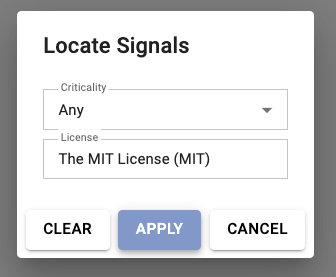 Locate Signals
Criticality
Any
License
The MIT License (MIT)
CLEAR APPLY CANCEL